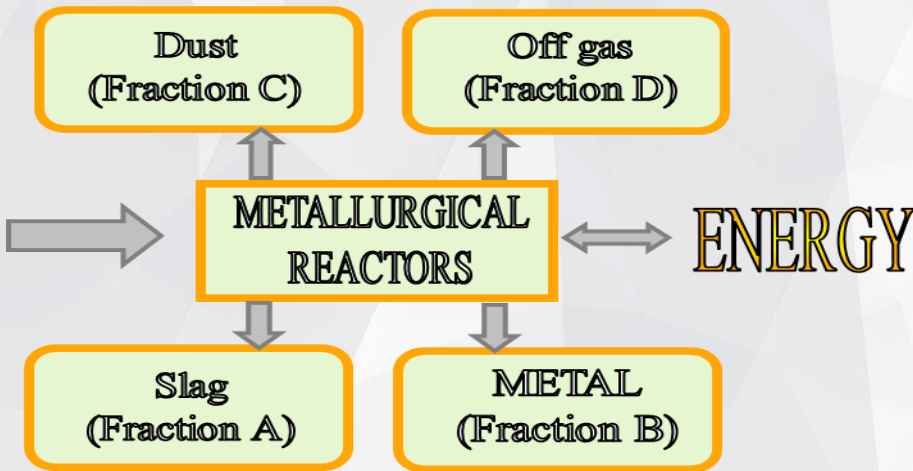 Dust
(Fraction C)
Off gas
(Fraction D)
METALLURGICAL
REACTORS
ENERGY
Slag
(Fraction A)
METAL
(Fraction B)